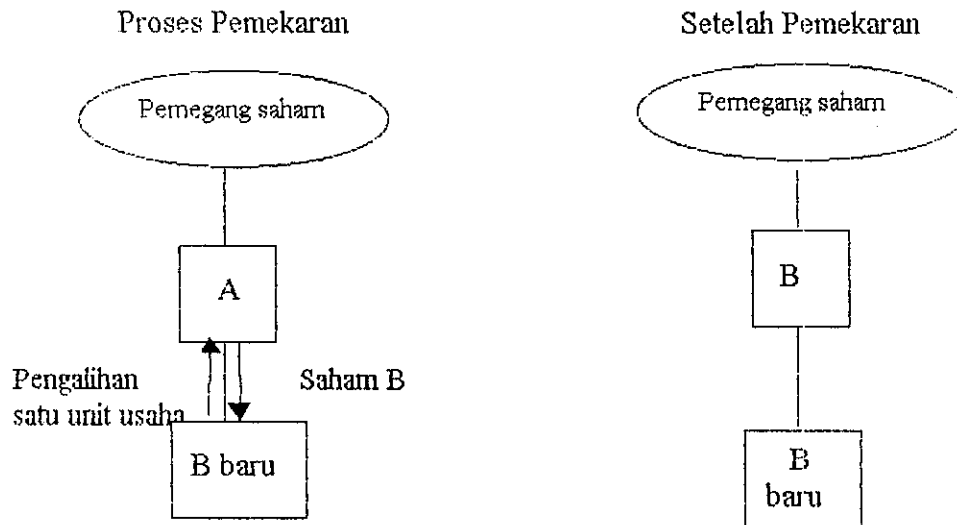 Proses Pemekaran
Pemegang saham
A
Pengalihan
satu unit usaha
Saham B
B baru
Setelah Pemekaran
Pemegang saham
B
B
baru